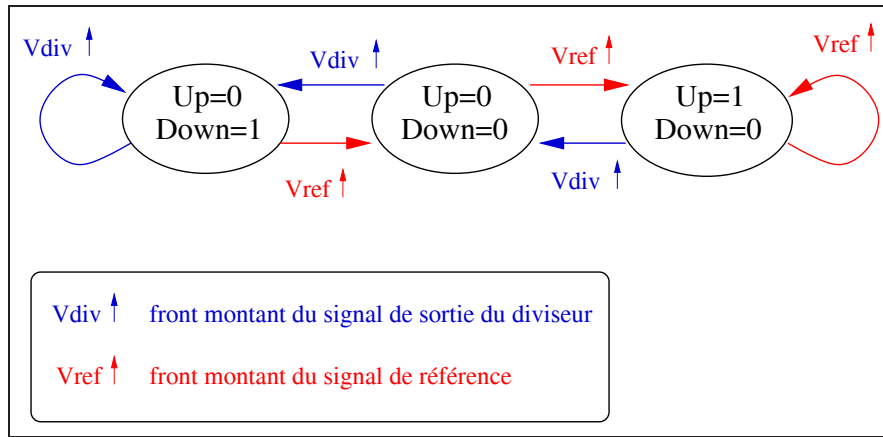 Vdiv ↑
Vdiv ↑
Vref ↑
Vref ↑
Up=0
Down=1
Up=0
Down=0
Up=1
Down=0
Vref ↑
Vdiv ↑
Vdiv ↑ front montant du signal de sortie du diviseur
Vref ↑ front montant du signal de référence